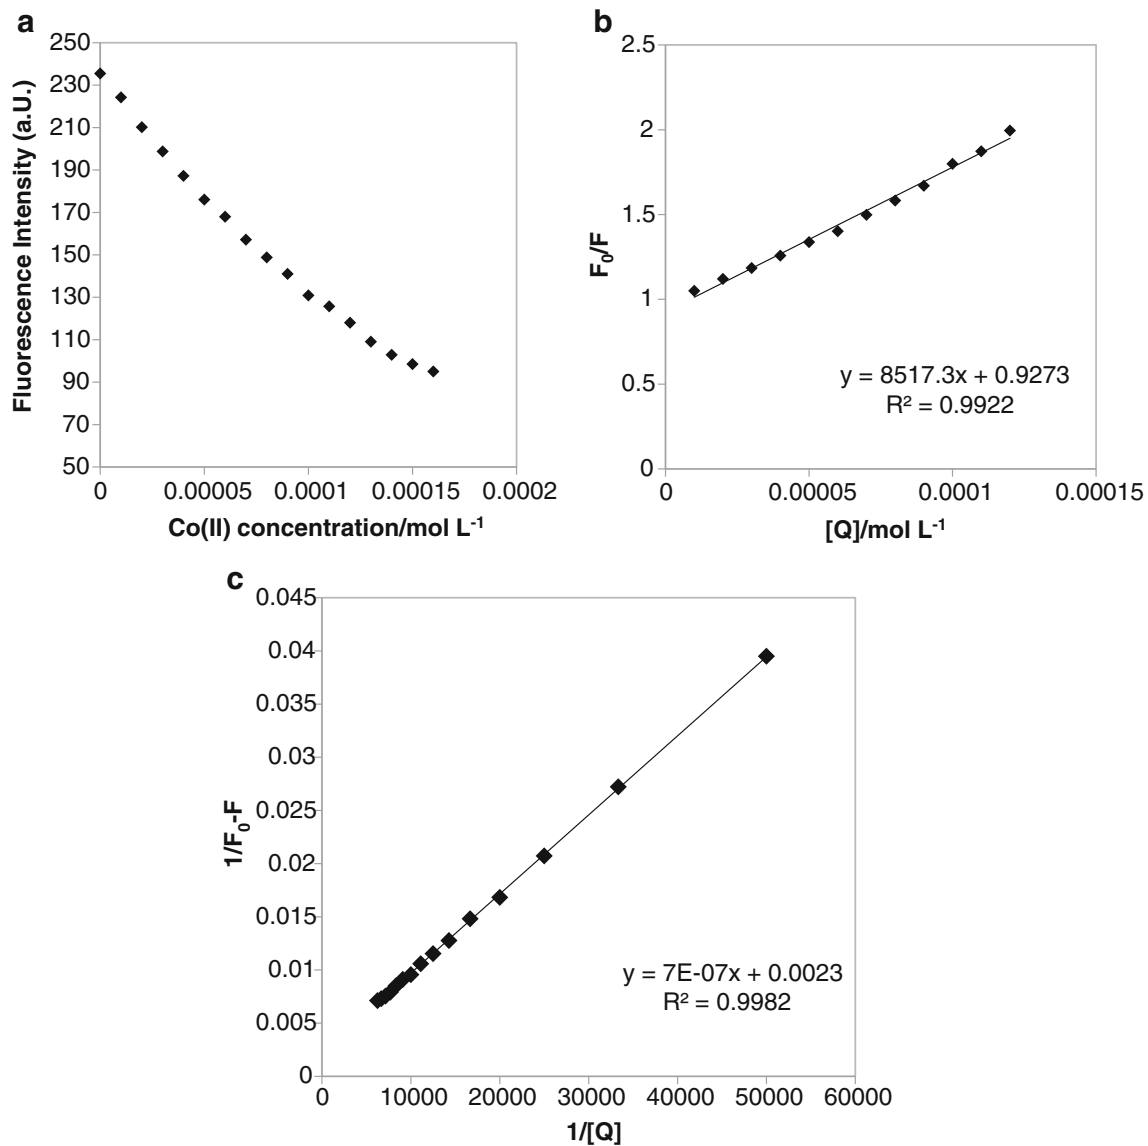 a
250
230
210
190
170
150
130
110
90
70
50
Fluorescence Intensity (a.U.)
0 0.00005 0.0001 0.00015 0.0002
Co(II) concentration/mol L-1
b
2.5
2
1.5
1
0.5
0
F0/F
y = 8517.3x + 0.9273
R² = 0.9922
0 0.00005 0.0001 0.00015
[Q]/mol L-1
c
0.045
0.04
0.035
0.03
0.025
0.02
0.015
0.01
0.005
0
1/F0-F
y = 7E-07x + 0.0023
R² = 0.9982
0 10000 20000 30000 40000 50000 60000
1/[Q]